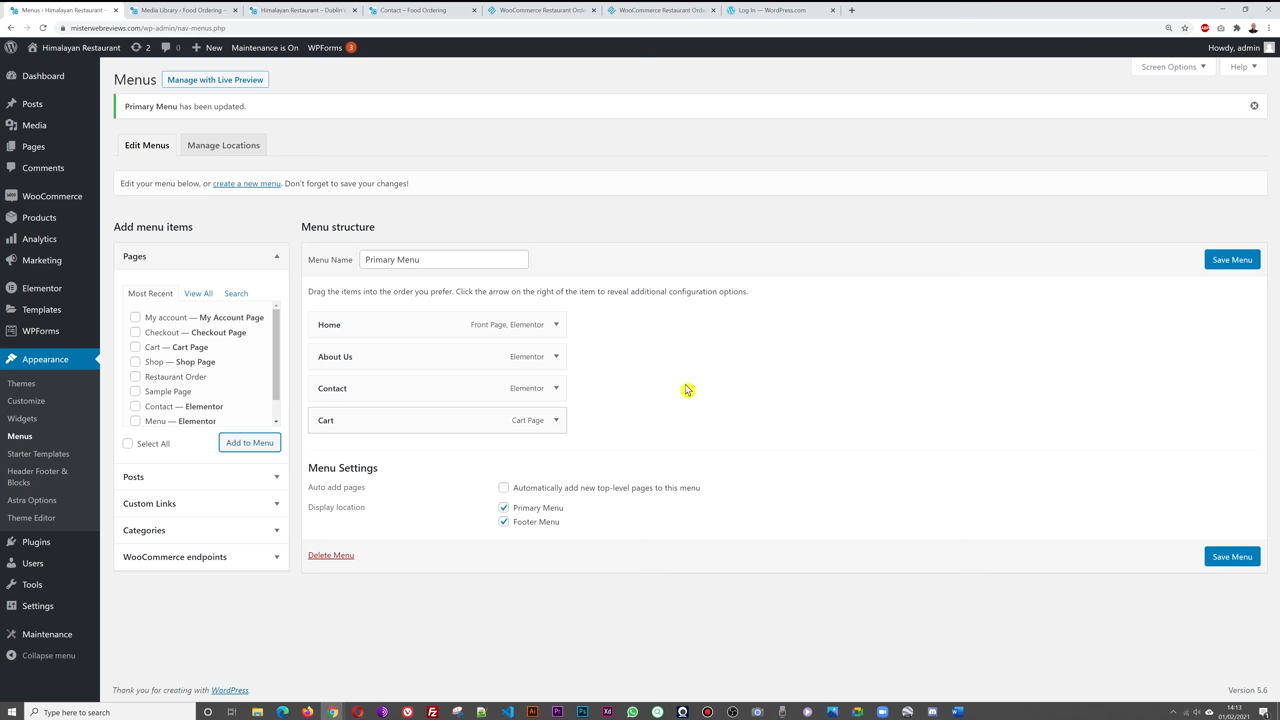 Menus ‹ Himalayan Restaurant —
Media Library ‹ Food Ordering —
Himalayan Restaurant – Dublin's
Contact – Food Ordering
WooCommerce Restaurant Ord
WooCommerce Restaurant Ord
Log In — WordPress.com
misterwebreviews.com/wp-admin/nav-menus.php
Himalayan Restaurant
2
0
New
Maintenance is On
WPForms
3
Howdy, admin
Screen Options
Help
Dashboard
Posts
Media
Pages
Comments
WooCommerce
Products
Analytics
Marketing
Elementor
Templates
WPForms
Appearance
Themes
Customize
Widgets
Menus
Starter Templates
Header Footer &
Blocks
Astra Options
Theme Editor
Plugins
Users
Tools
Settings
Maintenance
Collapse menu
Menus
Manage with Live Preview
Primary Menu has been updated.
Edit Menus
Manage Locations
Edit your menu below, or create a new menu. Don't forget to save your changes!
Add menu items
Pages
Most Recent
View All
Search
My account — My Account Page
Checkout — Checkout Page
Cart — Cart Page
Shop — Shop Page
Restaurant Order
Sample Page
Contact — Elementor
Menu — Elementor
Select All
Add to Menu
Posts
Custom Links
Categories
WooCommerce endpoints
Menu structure
Menu Name
Primary Menu
Save Menu
Drag the items into the order you prefer. Click the arrow on the right of the item to reveal additional configuration options.
Home
Front Page, Elementor
About Us
Elementor
Contact
Elementor
Cart
Cart Page
Menu Settings
Auto add pages
Automatically add new top-level pages to this menu
Display location
Primary Menu
Footer Menu
Delete Menu
Save Menu
Thank you for creating with WordPress.
Version 5.6
Type here to search
14:13
01/02/2021